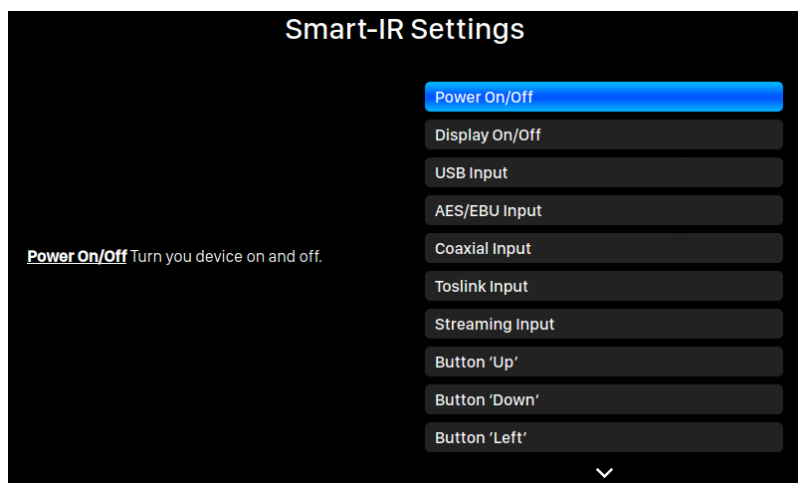 Smart-IR Settings
Power On/Off
Display On/Off
USB Input
AES/EBU Input
Power On/Off Turn you device on and off.
Coaxial Input
Toslink Input
Streaming Input
Button ‘Up’
Button ‘Down‘
Button ‘Left’